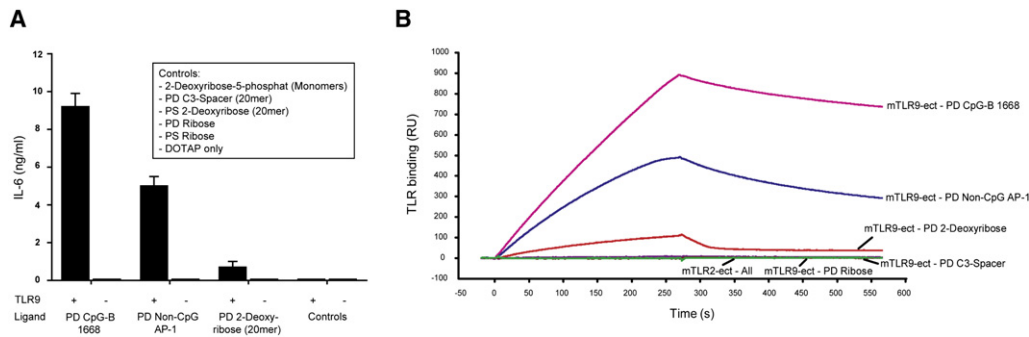 A
12
10
8
6
4
2
0
IL-6 (ng/ml)
Controls:
- 2-Deoxyribose-5-phosphat (Monomers)
- PD C3-Spacer (20mer)
- PS 2-Deoxyribose (20mer)
- PD Ribose
- PS Ribose
- DOTAP only
TLR9 + - + - + - + -
Ligand PD CpG-B 1668 PD Non-CpG AP-1 PD 2-Deoxy-ribose (20mer) Controls
B
1000
900
800
700
600
500
400
300
200
100
0
-100
TLR binding (RU)
mTLR9-ect - PD CpG-B 1668
mTLR9-ect - PD Non-CpG AP-1
mTLR9-ect - PD 2-Deoxyribose
mTLR9-ect - PD C3-Spacer
mTLR2-ect - All
mTLR9-ect - PD Ribose
-50 0 50 100 150 200 250 300 350 400 450 500 550 600
Time (s)